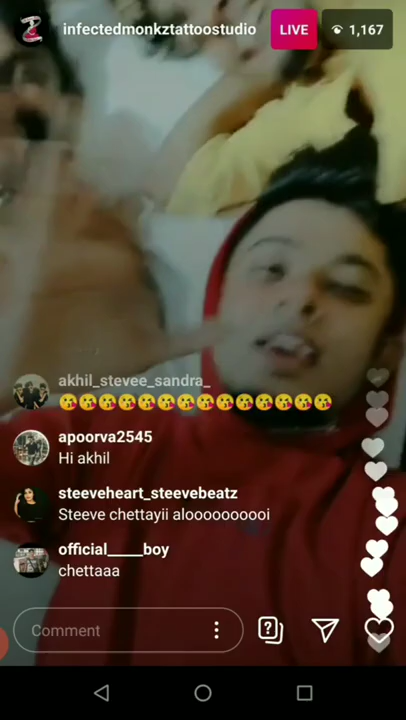 infectedmonkztattoostudio LIVE 1,167
akhil_stevee_sandra_
😘😘😘😘😘😘😘😘😘😘😘😘😘😘
apoorva2545
Hi akhil
steeveheart_steevebeatz
Steeve chettayii alooooooooi
official_____boy
chettaaa
Comment